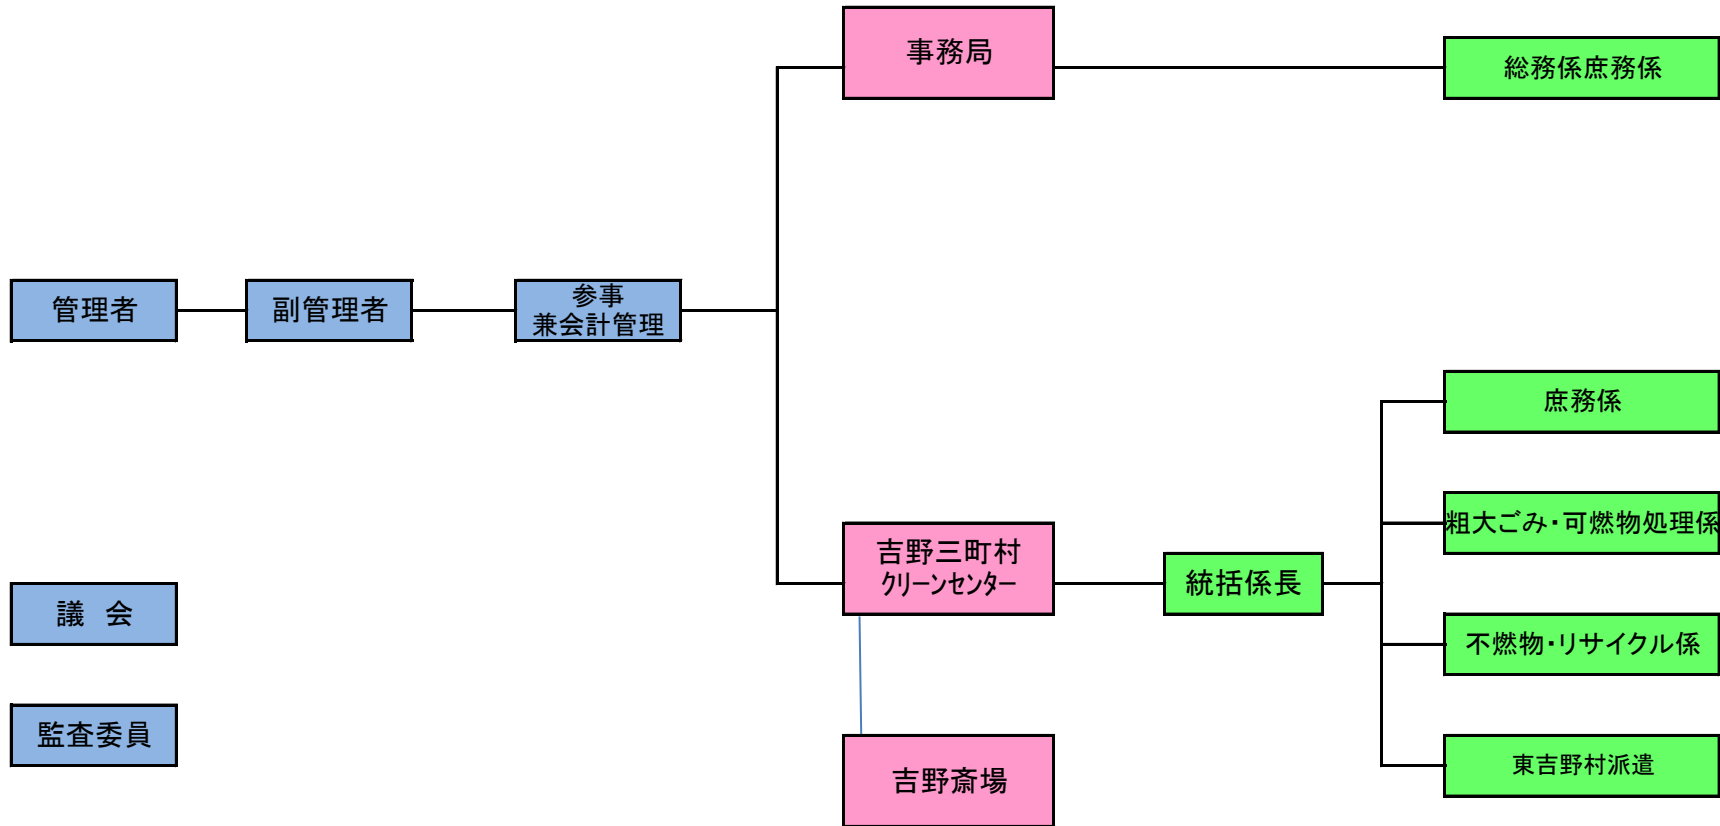 事務局
総務係庶務係
管理者
副管理者
参事
兼会計管理
庶務係
粗大ごみ・可燃物処理係
吉野三町村
クリーンセンター
統括係長
議　会
不燃物・リサイクル係
監査委員
吉野斎場
東吉野村派遣